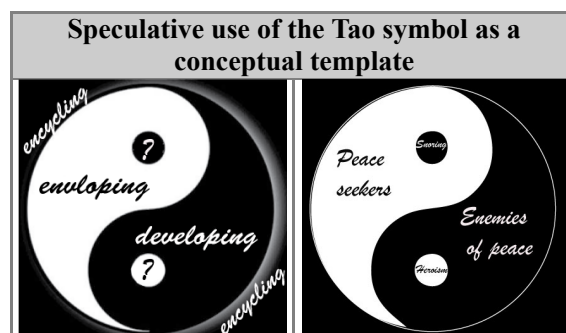 Speculative use of the Tao symbol as a
conceptual template
encycling
?
envloping
developing
?
encycling
Snoring
Peace
seekers
Enemies
of peace
Heroism